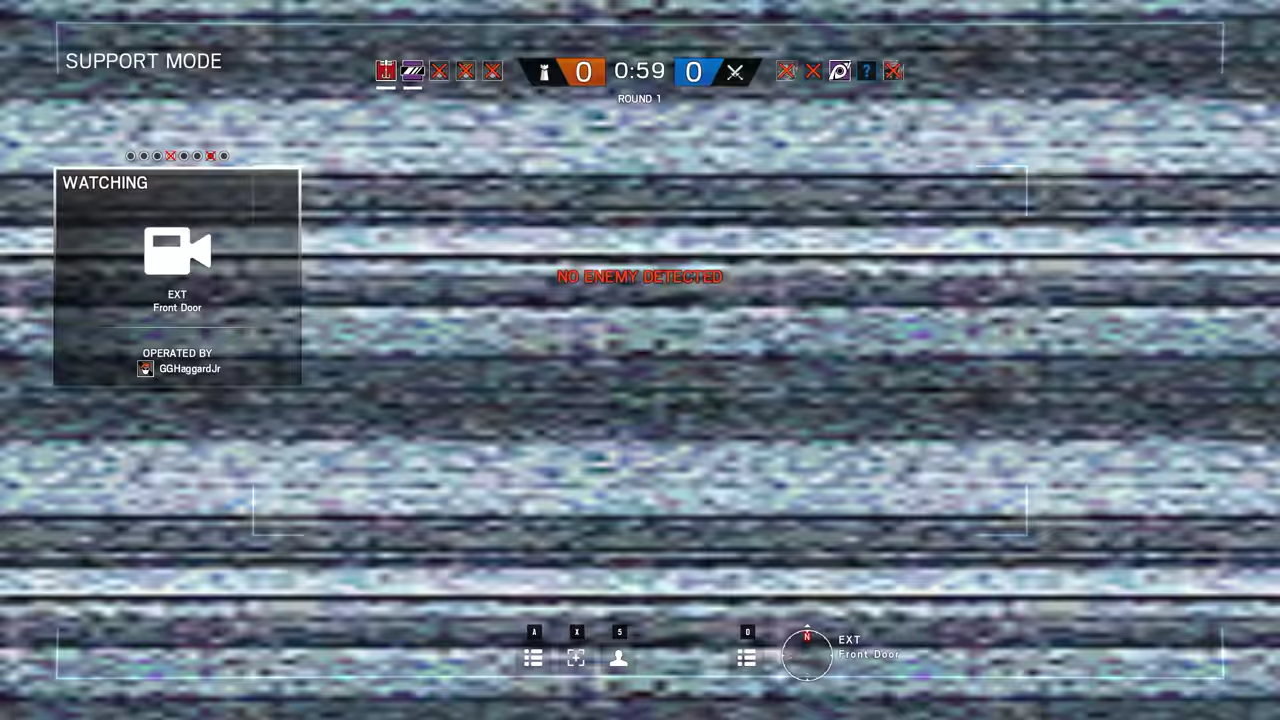 SUPPORT MODE
0 0:59 0
?
ROUND 1
WATCHING
NO ENEMY DETECTED
EXT
Front Door
OPERATED BY
GGHaggardJr
A X 5 D
N
EXT
Front Door